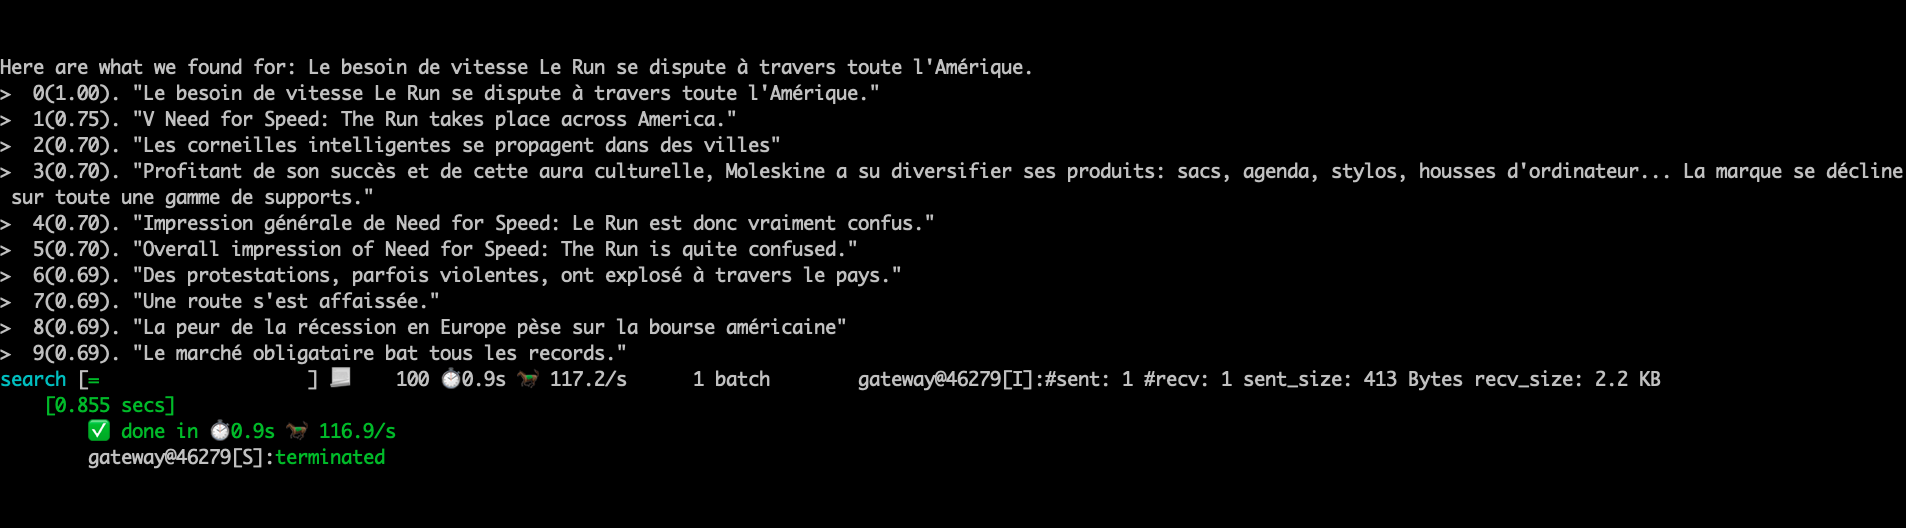 Here are what we found for: Le besoin de vitesse Le Run se dispute à travers toute l'Amérique.
>  0(1.00). "Le besoin de vitesse Le Run se dispute à travers toute l'Amérique."
>  1(0.75). "V Need for Speed: The Run takes place across America."
>  2(0.70). "Les corneilles intelligentes se propagent dans des villes"
>  3(0.70). "Profitant de son succès et de cette aura culturelle, Moleskine a su diversifier ses produits: sacs, agenda, stylos, housses d'ordinateur... La marque se décline
sur toute une gamme de supports."
>  4(0.70). "Impression générale de Need for Speed: Le Run est donc vraiment confus."
>  5(0.70). "Overall impression of Need for Speed: The Run is quite confused."
>  6(0.69). "Des protestations, parfois violentes, ont explosé à travers le pays."
>  7(0.69). "Une route s'est affaissée."
>  8(0.69). "La peur de la récession en Europe pèse sur la bourse américaine"
>  9(0.69). "Le marché obligataire bat tous les records."
search [=                   ] 📃    100 ⏱️0.9s 🐎 117.2/s      1 batch        gateway@46279[I]:#sent: 1 #recv: 1 sent_size: 413 Bytes recv_size: 2.2 KB
[0.855 secs]
✅ done in ⏱️0.9s 🐎 116.9/s
gateway@46279[S]:terminated